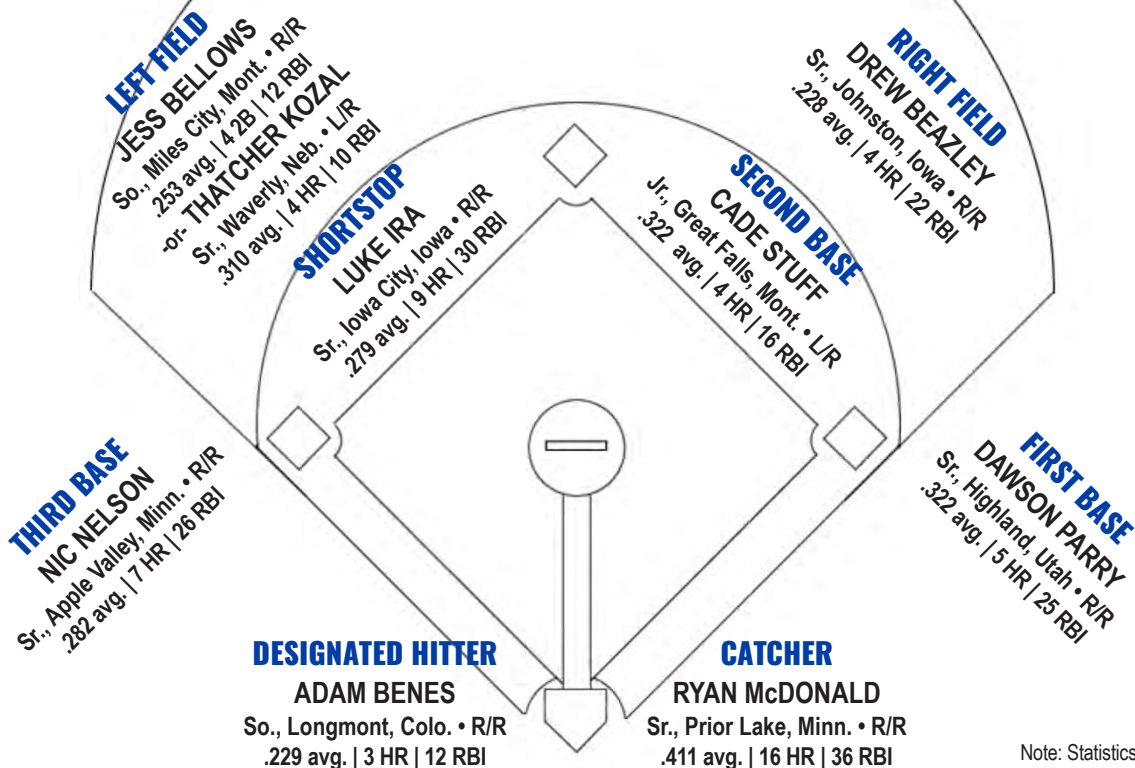 LEFT FIELD
JESS BELLOWS
So., Miles City, Mont. • R/R
.253 avg. | 4 2B | 12 RBI
-or- THATCHER KOZAL
Sr., Waverly, Neb. • L/R
.310 avg. | 4 HR | 10 RBI
RIGHT FIELD
DREW BEAZLEY
Sr., Johnston, Iowa • R/R
.228 avg. | 4 HR | 22 RBI
SHORTSTOP
LUKE IRA
Sr., Iowa City, Iowa • R/R
.279 avg. | 9 HR | 30 RBI
SECOND BASE
CADE STUFF
Jr., Great Falls, Mont. • L/R
.322 avg. | 4 HR | 16 RBI
THIRD BASE
NIC NELSON
Sr., Apple Valley, Minn. • R/R
.282 avg. | 7 HR | 26 RBI
FIRST BASE
DAWSON PARRY
Sr., Highland, Utah • R/R
.322 avg. | 5 HR | 25 RBI
DESIGNATED HITTER
ADAM BENES
So., Longmont, Colo. • R/R
.229 avg. | 3 HR | 12 RBI
CATCHER
RYAN McDONALD
Sr., Prior Lake, Minn. • R/R
.411 avg. | 16 HR | 36 RBI
Note: Statistics